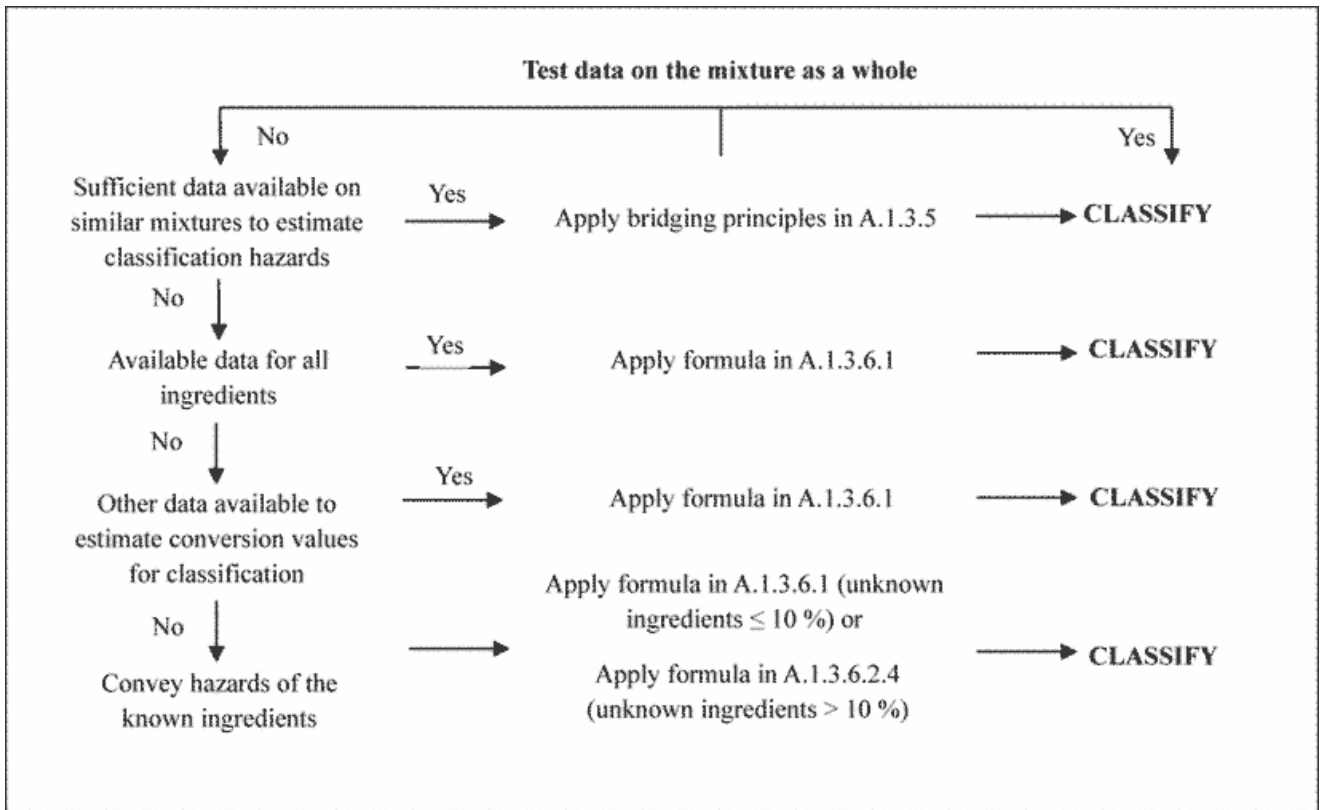 Test data on the mixture as a whole
No
Yes
Sufficient data available on
similar mixtures to estimate
classification hazards
Yes
Apply bridging principles in A.1.3.5
CLASSIFY
No
Available data for all
ingredients
Yes
Apply formula in A.1.3.6.1
CLASSIFY
No
Other data available to
estimate conversion values
for classification
Yes
Apply formula in A.1.3.6.1
CLASSIFY
No
Convey hazards of the
known ingredients
Apply formula in A.1.3.6.1 (unknown
ingredients ≤ 10 %) or
Apply formula in A.1.3.6.2.4
(unknown ingredients > 10 %)
CLASSIFY